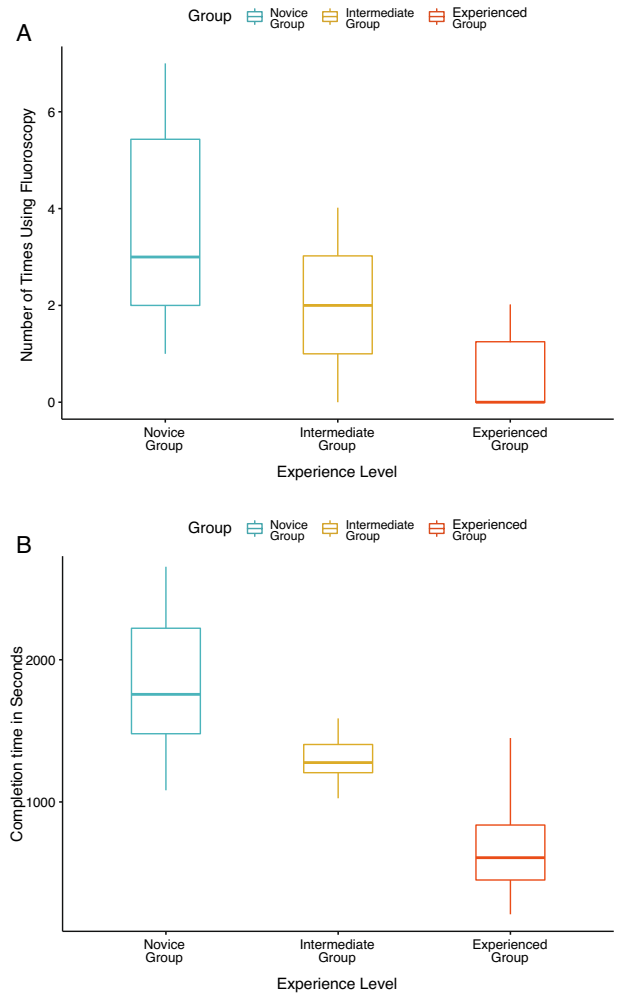 A
Group
Novice
Group
Intermediate
Group
Experienced
Group
Number of Times Using Fluoroscopy
6
4
2
0
Novice
Group
Intermediate
Group
Experienced
Group
Experience Level
B
Group
Novice
Group
Intermediate
Group
Experienced
Group
Completion time in Seconds
2000
1000
Novice
Group
Intermediate
Group
Experienced
Group
Experience Level